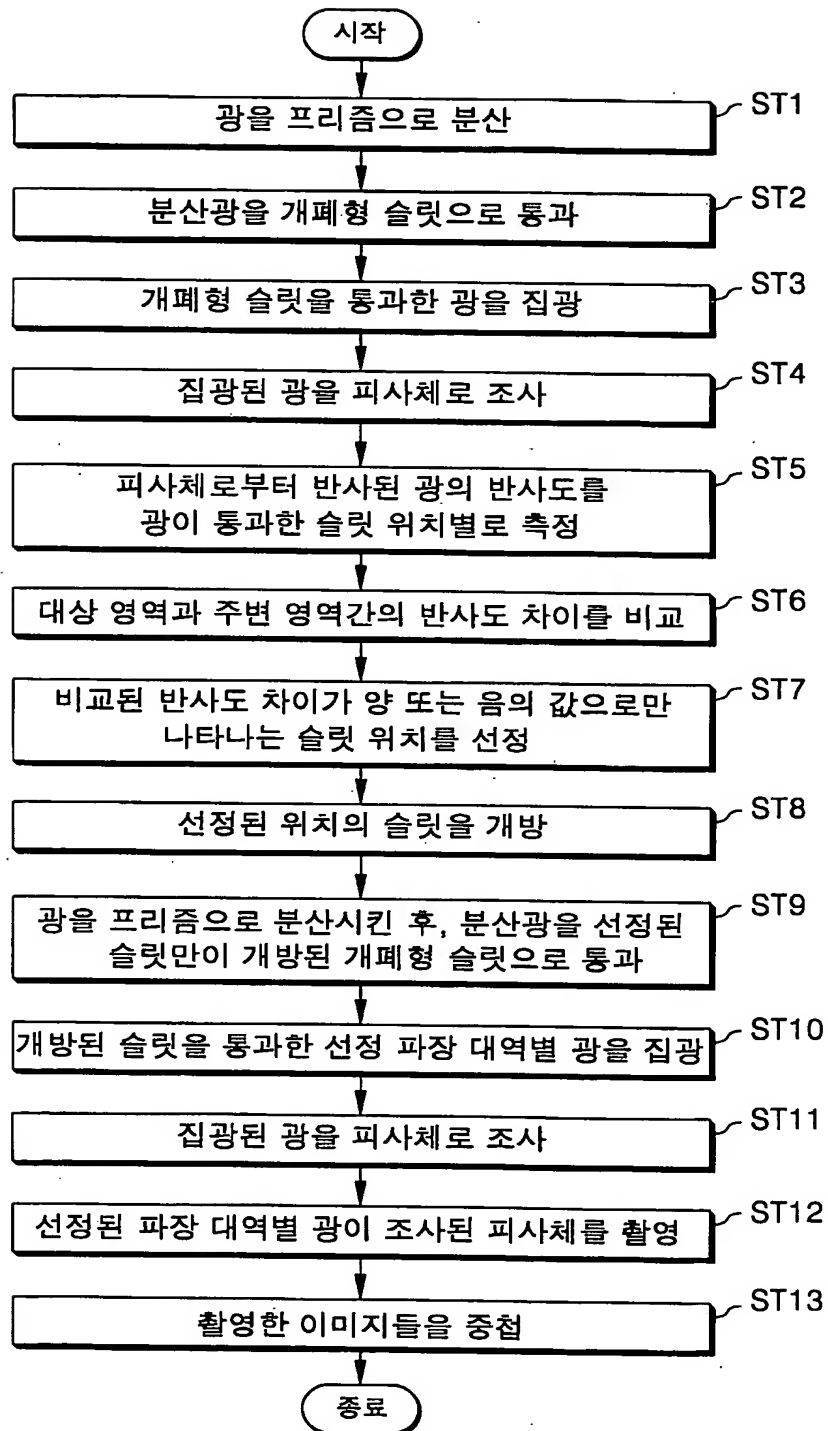 시작
광을 프리즘으로 분산
ST1
분산광을 개폐형 슬릿으로 통과
ST2
개폐형 슬릿을 통과한 광을 집광
ST3
집광된 광을 피사체로 조사
ST4
피사체로부터 반사된 광의 반사도를
광이 통과한 슬릿 위치별로 측정
ST5
대상 영역과 주변 영역간의 반사도 차이를 비교
ST6
비교된 반사도 차이가 양 또는 음의 값으로만
나타나는 슬릿 위치를 선정
ST7
선정된 위치의 슬릿을 개방
ST8
광을 프리즘으로 분산시킨 후, 분산광을 선정된
슬릿만이 개방된 개폐형 슬릿으로 통과
ST9
개방된 슬릿을 통과한 선정 파장 대역별 광을 집광
ST10
집광된 광을 피사체로 조사
ST11
선정된 파장 대역별 광이 조사된 피사체를 촬영
ST12
촬영한 이미지들을 중첩
ST13
종료